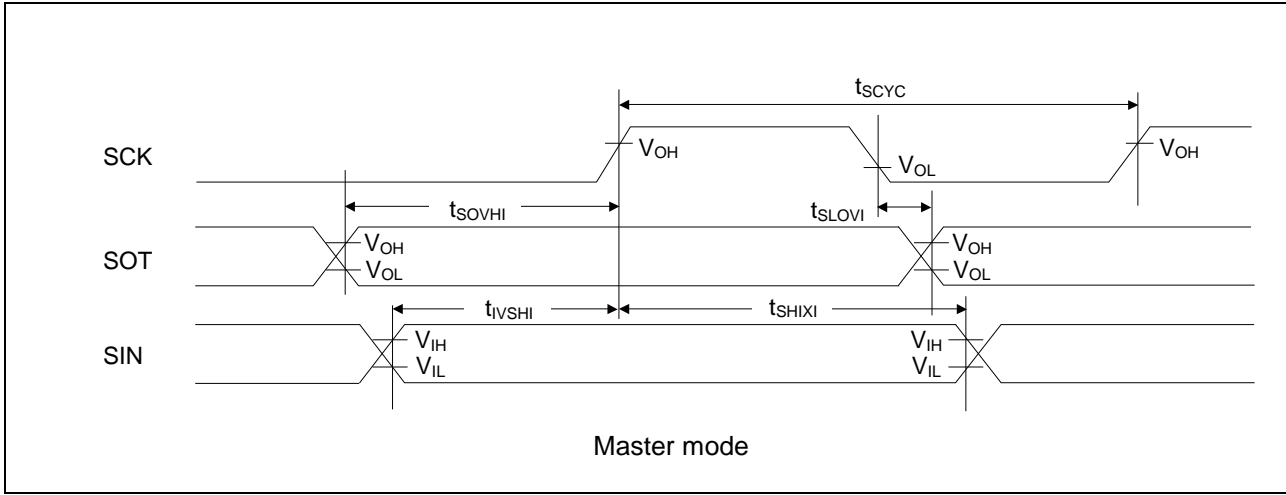 tSCYC
SCK
VOH
VOL
VOH
tSOVHI
tSLOVI
SOT
VOH
VOL
VOH
VOL
tIVSHI
tSHIXI
SIN
VIH
VIL
VIH
VIL
Master mode